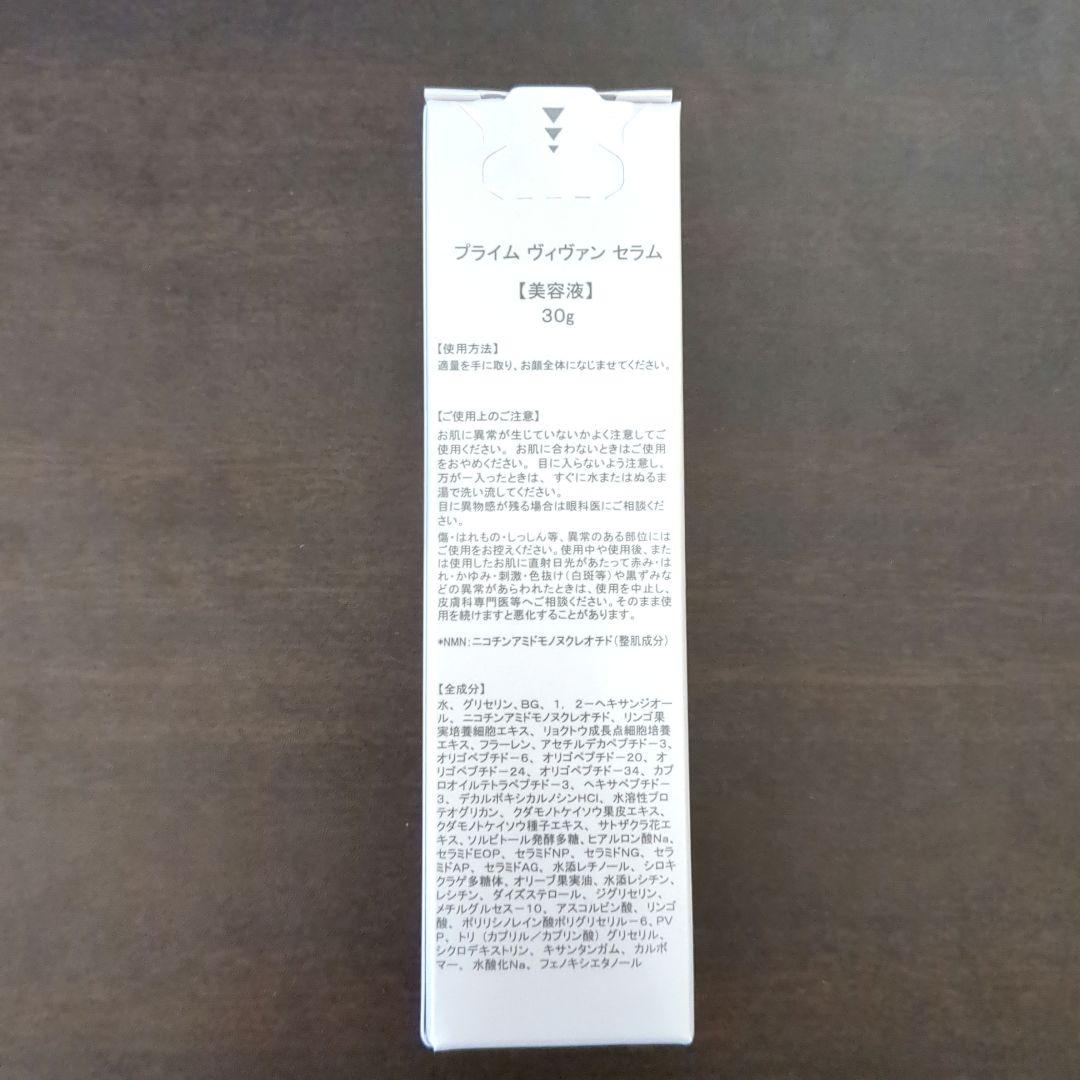 プライム ヴィヴァン セラム
【美容液】
30g
【使用方法】
適量を手に取り、お顔全体になじませてください。
【ご使用上のご注意】
お肌に異常が生じていないかよく注意してご
使用ください。 お肌に合わないときはご使用
をおやめください。 目に入らないよう注意し、
万が一入ったときは、 すぐに水またはぬるま
湯で洗い流してください。
目に異物感が残る場合は眼科医にご相談くだ
さい。
傷・はれもの・しっしん等、異常のある部位には
ご使用をお控えください。使用中や使用後、また
は使用したお肌に直射日光があたって赤み・は
れ・かゆみ・刺激・色抜け(白斑等)や黒ずみな
どの異常があらわれたときは、使用を中止し、
皮膚科専門医等へご相談ください。そのまま使
用を続けますと悪化することがあります。
*NMN:ニコチンアミドモノヌクレオチド(整肌成分)
【全成分】
水、 グリセリン、BG、 1, 2－ヘキサンジオー
ル、 ニコチンアミドモノヌクレオチド、 リンゴ果
実培養細胞エキス、 リョクトウ成長点細胞培養
エキス、フラーレン、 アセチルデカペプチド－3、
オリゴペプチド－6、 オリゴペプチド－20、 オ
リゴペプチド－24、 オリゴペプチド－34、 カプ
ロオイルテトラペプチド－3、 ヘキサペプチド－
3、 デカルボキシカルノシンHCl、 水溶性プロ
テオグリカン、 クダモノトケイソウ果皮エキス、
クダモノトケイソウ種子エキス、 サトザクラ花エ
キス、ソルビトール発酵多糖、ヒアルロン酸Na、
セラミドEOP、 セラミドNP、 セラミドNG、 セラ
ミドAP、 セラミドAG、 水添レチノール、 シロキ
クラゲ多糖体、オリーブ果実油、水添レシチン、
レシチン、 ダイズステロール、 ジグリセリン、
メチルグルセス－10、 アスコルビン酸、 リンゴ
酸、 ポリリシノレイン酸ポリグリセリル－6、PV
P、トリ (カプリル/カプリン酸) グリセリル、
シクロデキストリン、 キサンタンガム、 カルボ
マー、 水酸化Na、 フェノキシエタノール